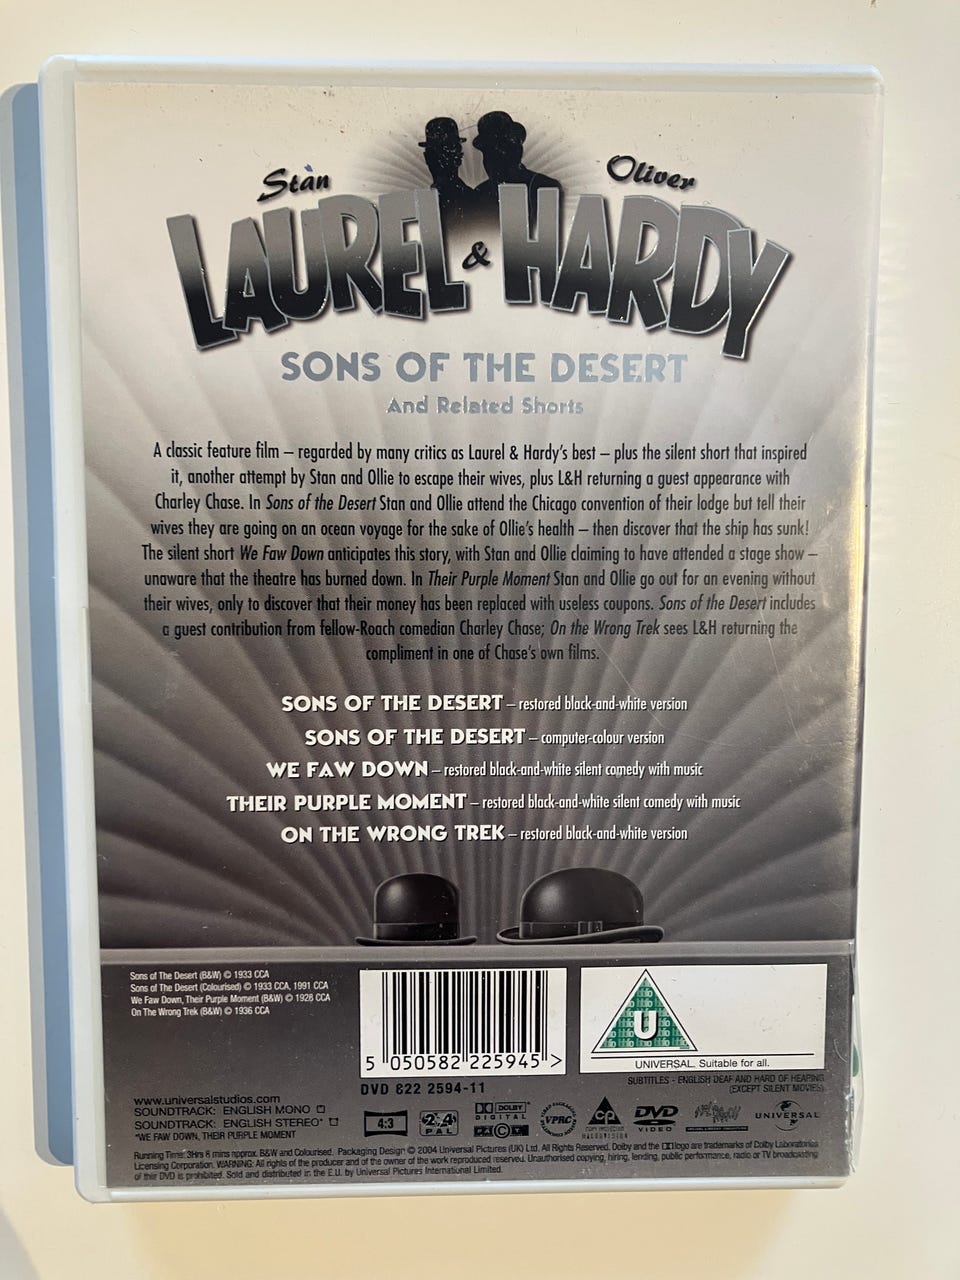 Stan Oliver
LAUREL & HARDY
SONS OF THE DESERT
And Related Shorts
A classic feature film – regarded by many critics as Laurel & Hardy's best – plus the silent short that inspired
it, another attempt by Stan and Ollie to escape their wives, plus L&H returning a guest appearance with
Charley Chase. In Sons of the Desert Stan and Ollie attend the Chicago convention of their lodge but tell their
wives they are going on an ocean voyage for the sake of Ollie's health – then discover that the ship has sunk!
The silent short We Faw Down anticipates this story, with Stan and Ollie claiming to have attended a stage show –
unaware that the theatre has burned down. In Their Purple Moment Stan and Ollie go out for an evening without
their wives, only to discover that their money has been replaced with useless coupons. Sons of the Desert includes
a guest contribution from fellow-Roach comedian Charley Chase; On the Wrong Trek sees L&H returning the
compliment in one of Chase's own films.
SONS OF THE DESERT – restored black-and-white version
SONS OF THE DESERT – computer-colour version
WE FAW DOWN – restored black-and-white silent comedy with music
THEIR PURPLE MOMENT – restored black-and-white silent comedy with music
ON THE WRONG TREK – restored black-and-white version
Sons of The Desert (B&W) © 1933 CCA
Sons of The Desert (Colourised) © 1933 CCA, 1991 CCA
We Faw Down, Their Purple Moment (B&W) © 1928 CCA
On The Wrong Trek (B&W) © 1936 CCA
5 050582 225945 >
DVD 822 2594-11
U
UNIVERSAL. Suitable for all.
SUBTITLES - ENGLISH DEAF AND HARD OF HEARING
(EXCEPT SILENT MOVIES)
www.universalstudios.com
SOUNDTRACK: ENGLISH MONO
SOUNDTRACK: ENGLISH STEREO*
*WE FAW DOWN, THEIR PURPLE MOMENT
4:3
2 4
PAL
DOLBY
DIGITAL
VPRC
COPY PROTECTED
MACROVISION
DVD
VIDEO
UNIVERSAL
Running Time: 3Hrs 8 mins approx. B&W and Colourised. Packaging Design © 2004 Universal Pictures (UK) Ltd. All Rights Reserved. Dolby and the DD logo are trademarks of Dolby Laboratories
Licensing Corporation. WARNING: All rights of the producer and of the owner of the work reproduced reserved. Unauthorised copying, hiring, lending, public performance, radio or TV broadcasting
of this DVD is prohibited. Sold and distributed in the E.U. by Universal Pictures International Limited.